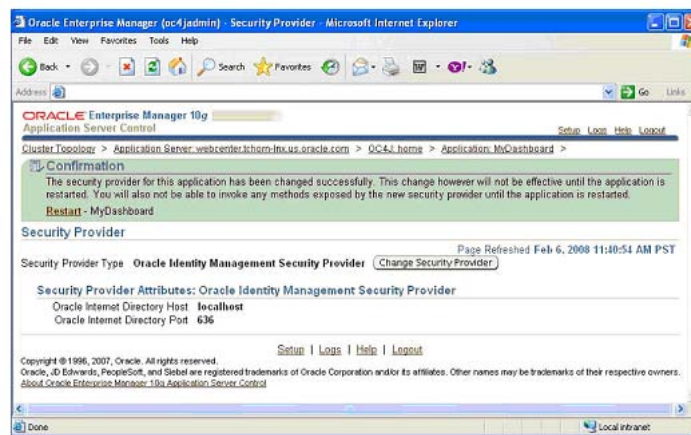 Oracle Enterprise Manager (oc4jadmin) - Security Provider - Microsoft Internet Explorer
File Edit View Favorites Tools Help
Back Search Favorites
Address Go Links
ORACLE Enterprise Manager 10g
Application Server Control
Setup Logs Help Logout
Cluster Topology > Application Server: webcenter.tchom-lnx.us.oracle.com > OC4J: home > Application: MyDashboard >
Confirmation
The security provider for this application has been changed successfully. This change however will not be effective until the application is
restarted. You will also not be able to invoke any methods exposed by the new security provider until the application is restarted.
Restart - MyDashboard
Security Provider
Page Refreshed Feb 6, 2008 11:40:54 AM PST
Security Provider Type Oracle Identity Management Security Provider Change Security Provider
Security Provider Attributes: Oracle Identity Management Security Provider
Oracle Internet Directory Host localhost
Oracle Internet Directory Port 636
Setup | Logs | Help | Logout
Copyright © 1996, 2007, Oracle. All rights reserved.
Oracle, JD Edwards, PeopleSoft, and Siebel are registered trademarks of Oracle Corporation and/or its affiliates. Other names may be trademarks of their respective owners.
About Oracle Enterprise Manager 10g Application Server Control
Done Local intranet